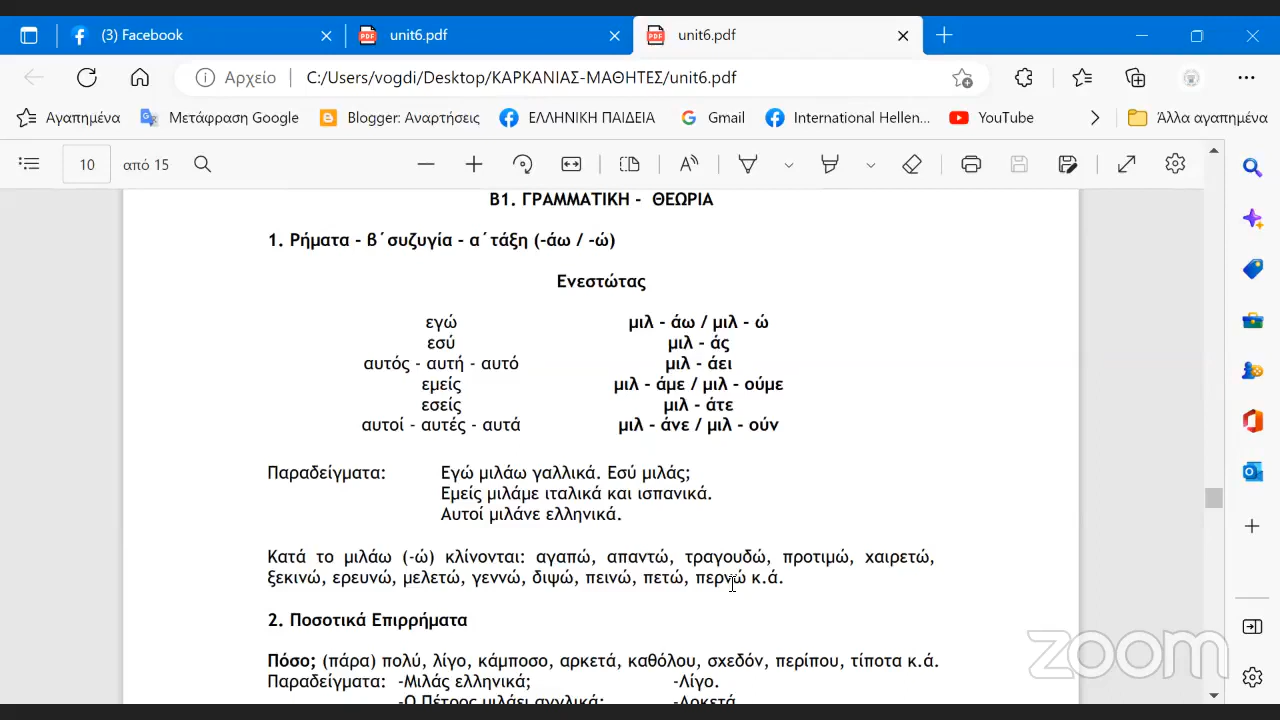 (3) Facebook
unit6.pdf
unit6.pdf
Αρχείο | C:/Users/vogdi/Desktop/ΚΑΡΚΑΝΙΑΣ-ΜΑΘΗΤΕΣ/unit6.pdf
Αγαπημένα Μετάφραση Google Blogger: Αναρτήσεις ΕΛΛΗΝΙΚΗ ΠΑΙΔΕΙΑ Gmail International Hellen... YouTube Άλλα αγαπημένα
10 από 15
Β1. ΓΡΑΜΜΑΤΙΚΗ - ΘΕΩΡΙΑ
1. Ρήματα - β΄συζυγία - α΄τάξη (-άω / -ώ)
Ενεστώτας
εγώ μιλ - άω / μιλ - ώ
εσύ μιλ - άς
αυτός - αυτή - αυτό μιλ - άει
εμείς μιλ - άμε / μιλ - ούμε
εσείς μιλ - άτε
αυτοί - αυτές - αυτά μιλ - άνε / μιλ - ούν
Παραδείγματα: Εγώ μιλάω γαλλικά. Εσύ μιλάς;
Εμείς μιλάμε ιταλικά και ισπανικά.
Αυτοί μιλάνε ελληνικά.
Κατά το μιλάω (-ώ) κλίνονται: αγαπώ, απαντώ, τραγουδώ, προτιμώ, χαιρετώ,
ξεκινώ, ερευνώ, μελετώ, γεννώ, διψώ, πεινώ, πετώ, περνώ κ.ά.
2. Ποσοτικά Επιρρήματα
Πόσο; (πάρα) πολύ, λίγο, κάμποσο, αρκετά, καθόλου, σχεδόν, περίπου, τίποτα κ.ά.
Παραδείγματα: -Μιλάς ελληνικά; -Λίγο.
-Ο Πέτρος μιλάει αγγλικά; -Αρκετά.
zoom